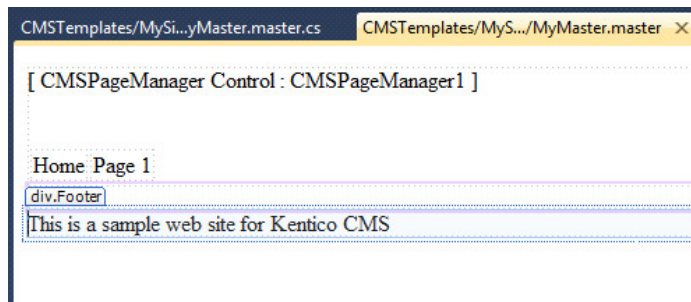 CMSTemplates/MySi...yMaster.master.cs
CMSTemplates/MyS.../MyMaster.master
[ CMSPageManager Control : CMSPageManager1 ]
Home Page 1
div.Footer
This is a sample web site for Kentico CMS